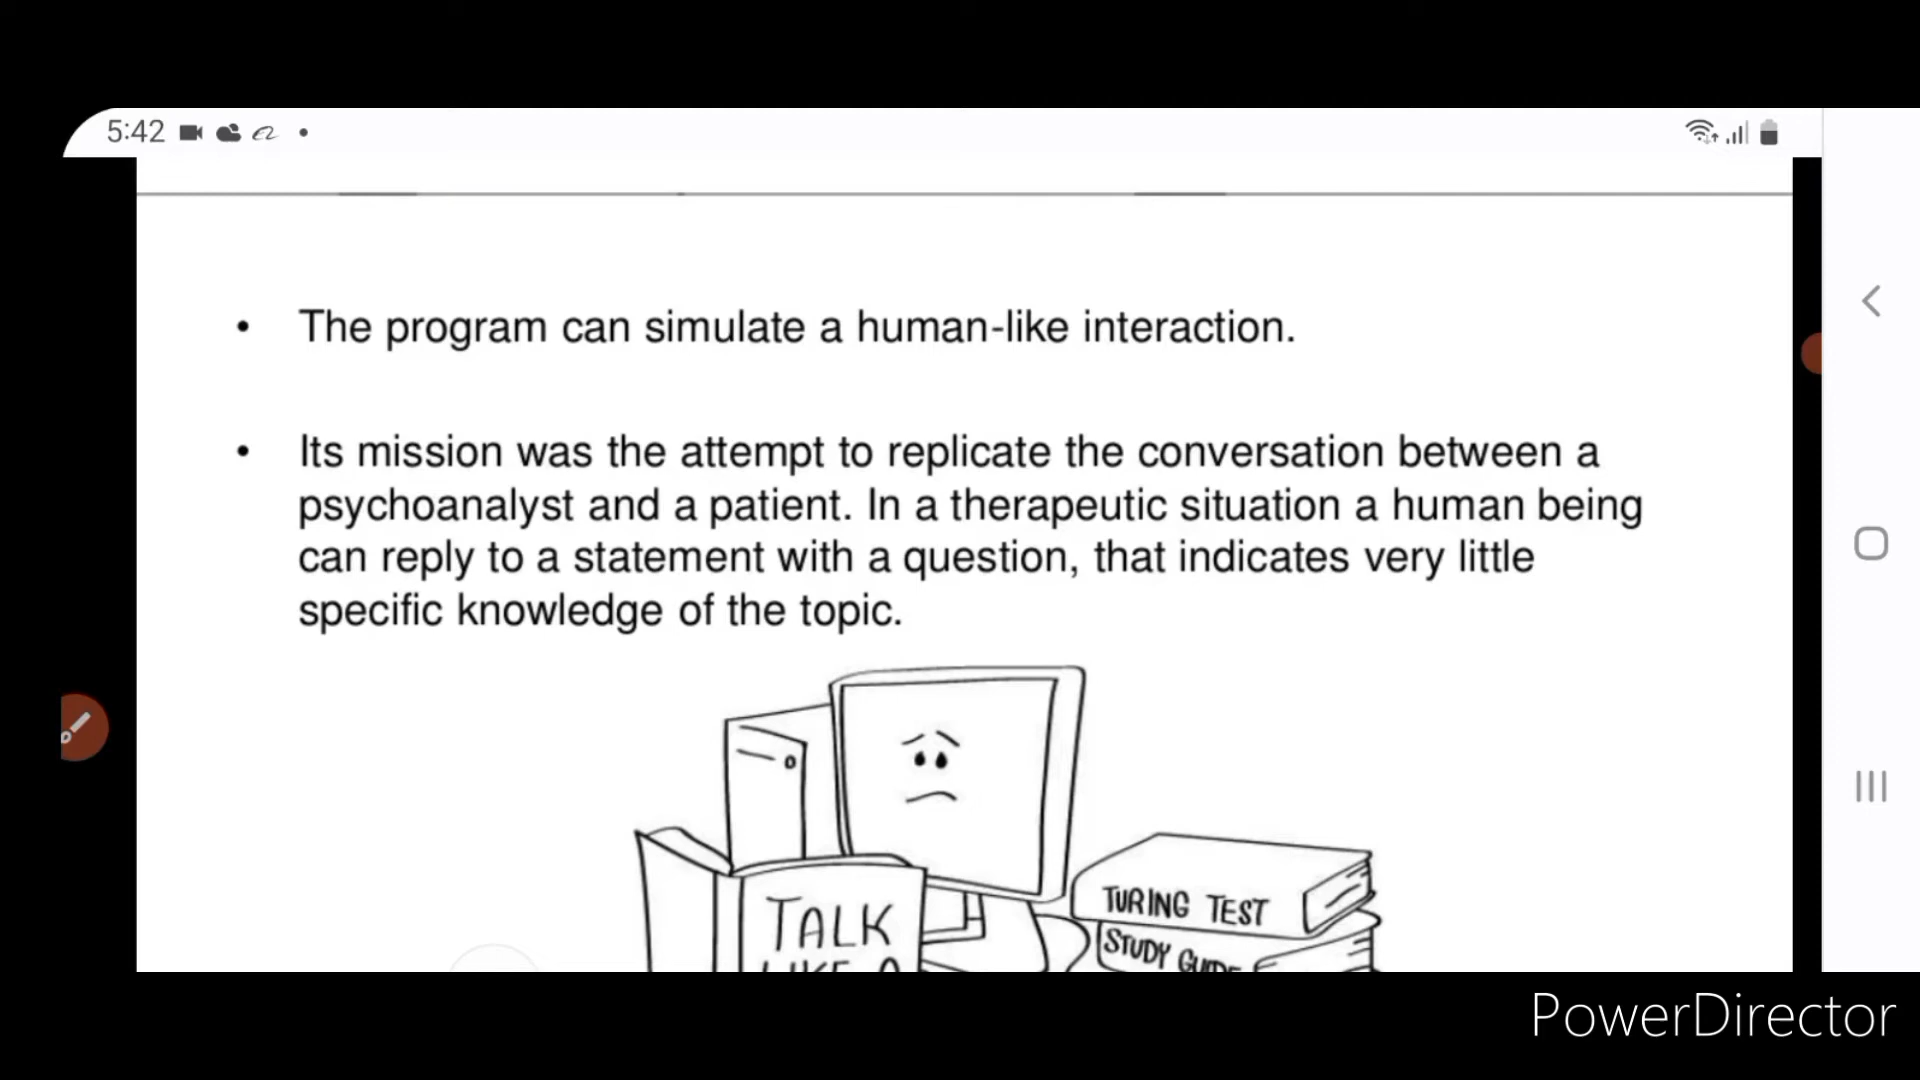 5:42
• The program can simulate a human-like interaction.
• Its mission was the attempt to replicate the conversation between a
psychoanalyst and a patient. In a therapeutic situation a human being
can reply to a statement with a question, that indicates very little
specific knowledge of the topic.
TURING TEST
TALK
STUDY
PowerDirector